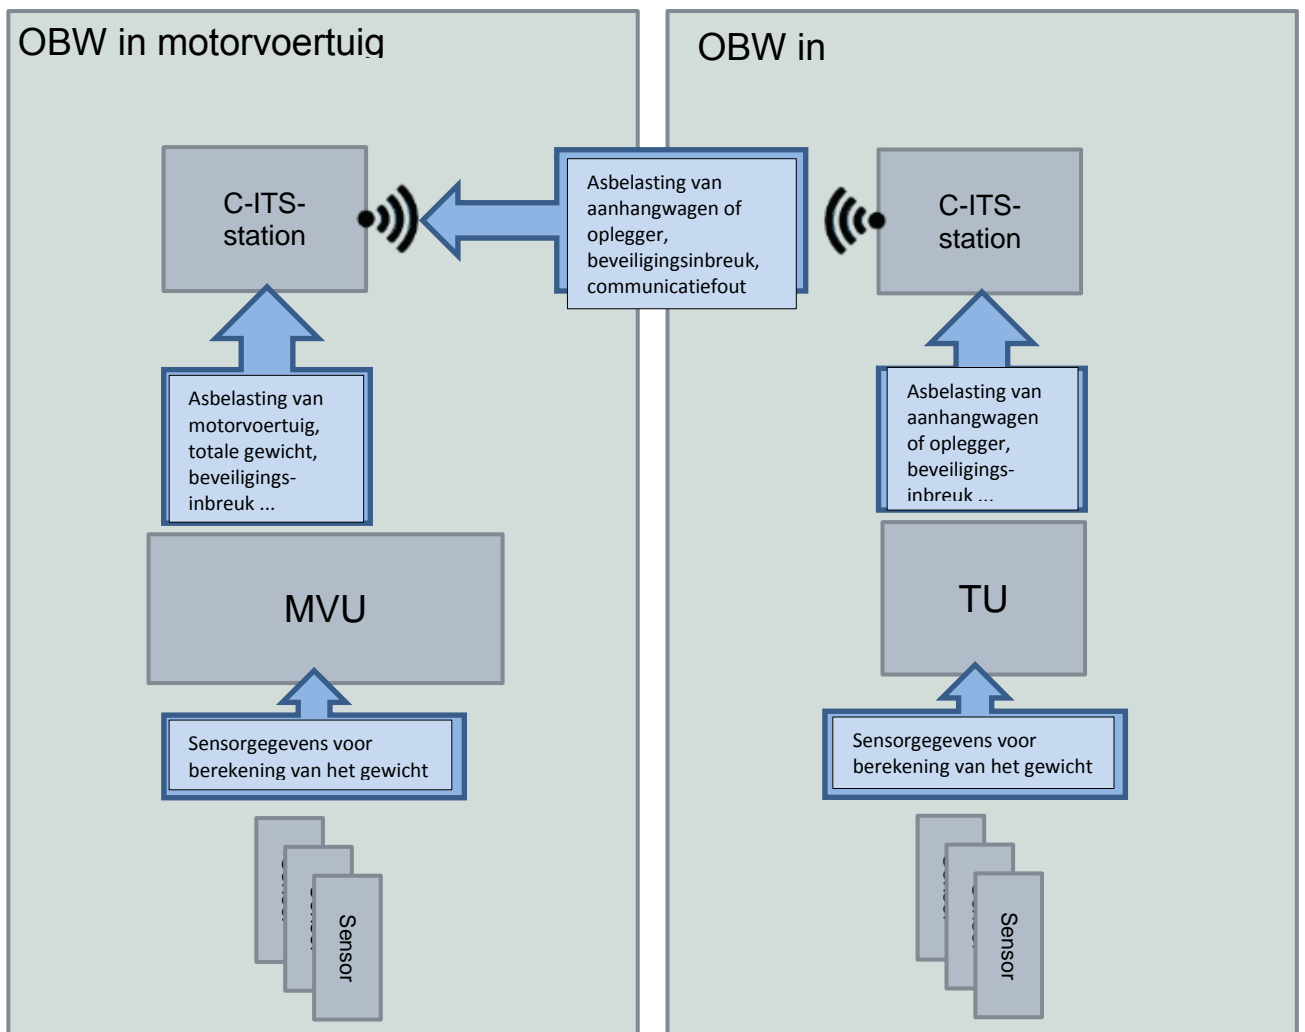 OBW in motorvoertuig
C-ITS-
station
Asbelasting van
motorvoertuig,
totale gewicht,
beveiligings-
inbreuk ...
MVU
Sensorgegevens voor
berekening van het gewicht
Sensor
Asbelasting van
aanhangwagen of
oplegger,
beveiligingsinbreuk,
communicatiefout
OBW in
C-ITS-
station
Asbelasting van
aanhangwagen
of oplegger,
beveiligings-
inbreuk ...
TU
Sensorgegevens voor
berekening van het gewicht
Sensor